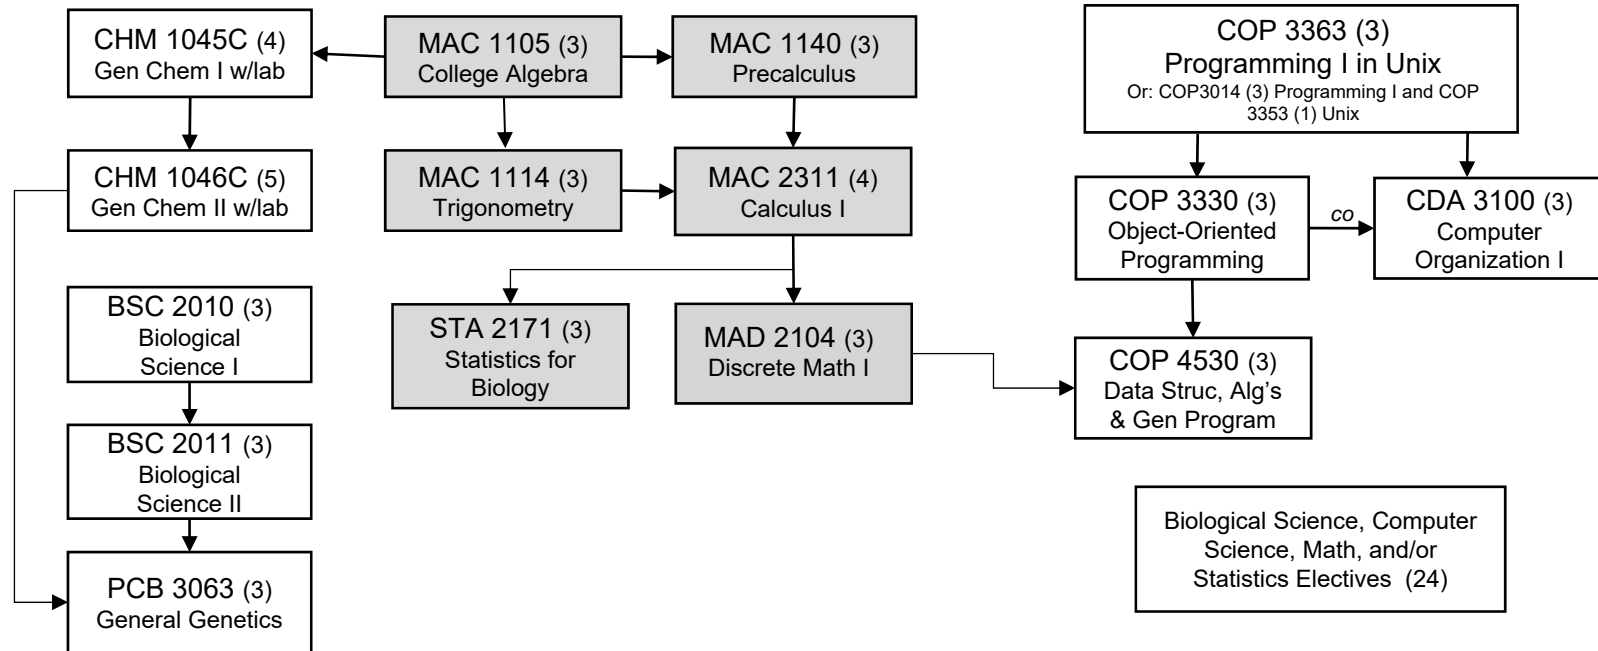 CHM 1045C (4)
Gen Chem I w/lab
MAC 1105 (3)
College Algebra
MAC 1140 (3)
Precalculus
COP 3363 (3)
Programming I in Unix
Or: COP3014 (3) Programming I and COP
3353 (1) Unix
CHM 1046C (5)
Gen Chem II w/lab
MAC 1114 (3)
Trigonometry
MAC 2311 (4)
Calculus I
COP 3330 (3)
Object-Oriented
Programming
co
CDA 3100 (3)
Computer
Organization I
BSC 2010 (3)
Biological
Science I
STA 2171 (3)
Statistics for
Biology
MAD 2104 (3)
Discrete Math I
COP 4530 (3)
Data Struc, Alg's
& Gen Program
BSC 2011 (3)
Biological
Science II
PCB 3063 (3)
General Genetics
Biological Science, Computer
Science, Math, and/or
Statistics Electives (24)